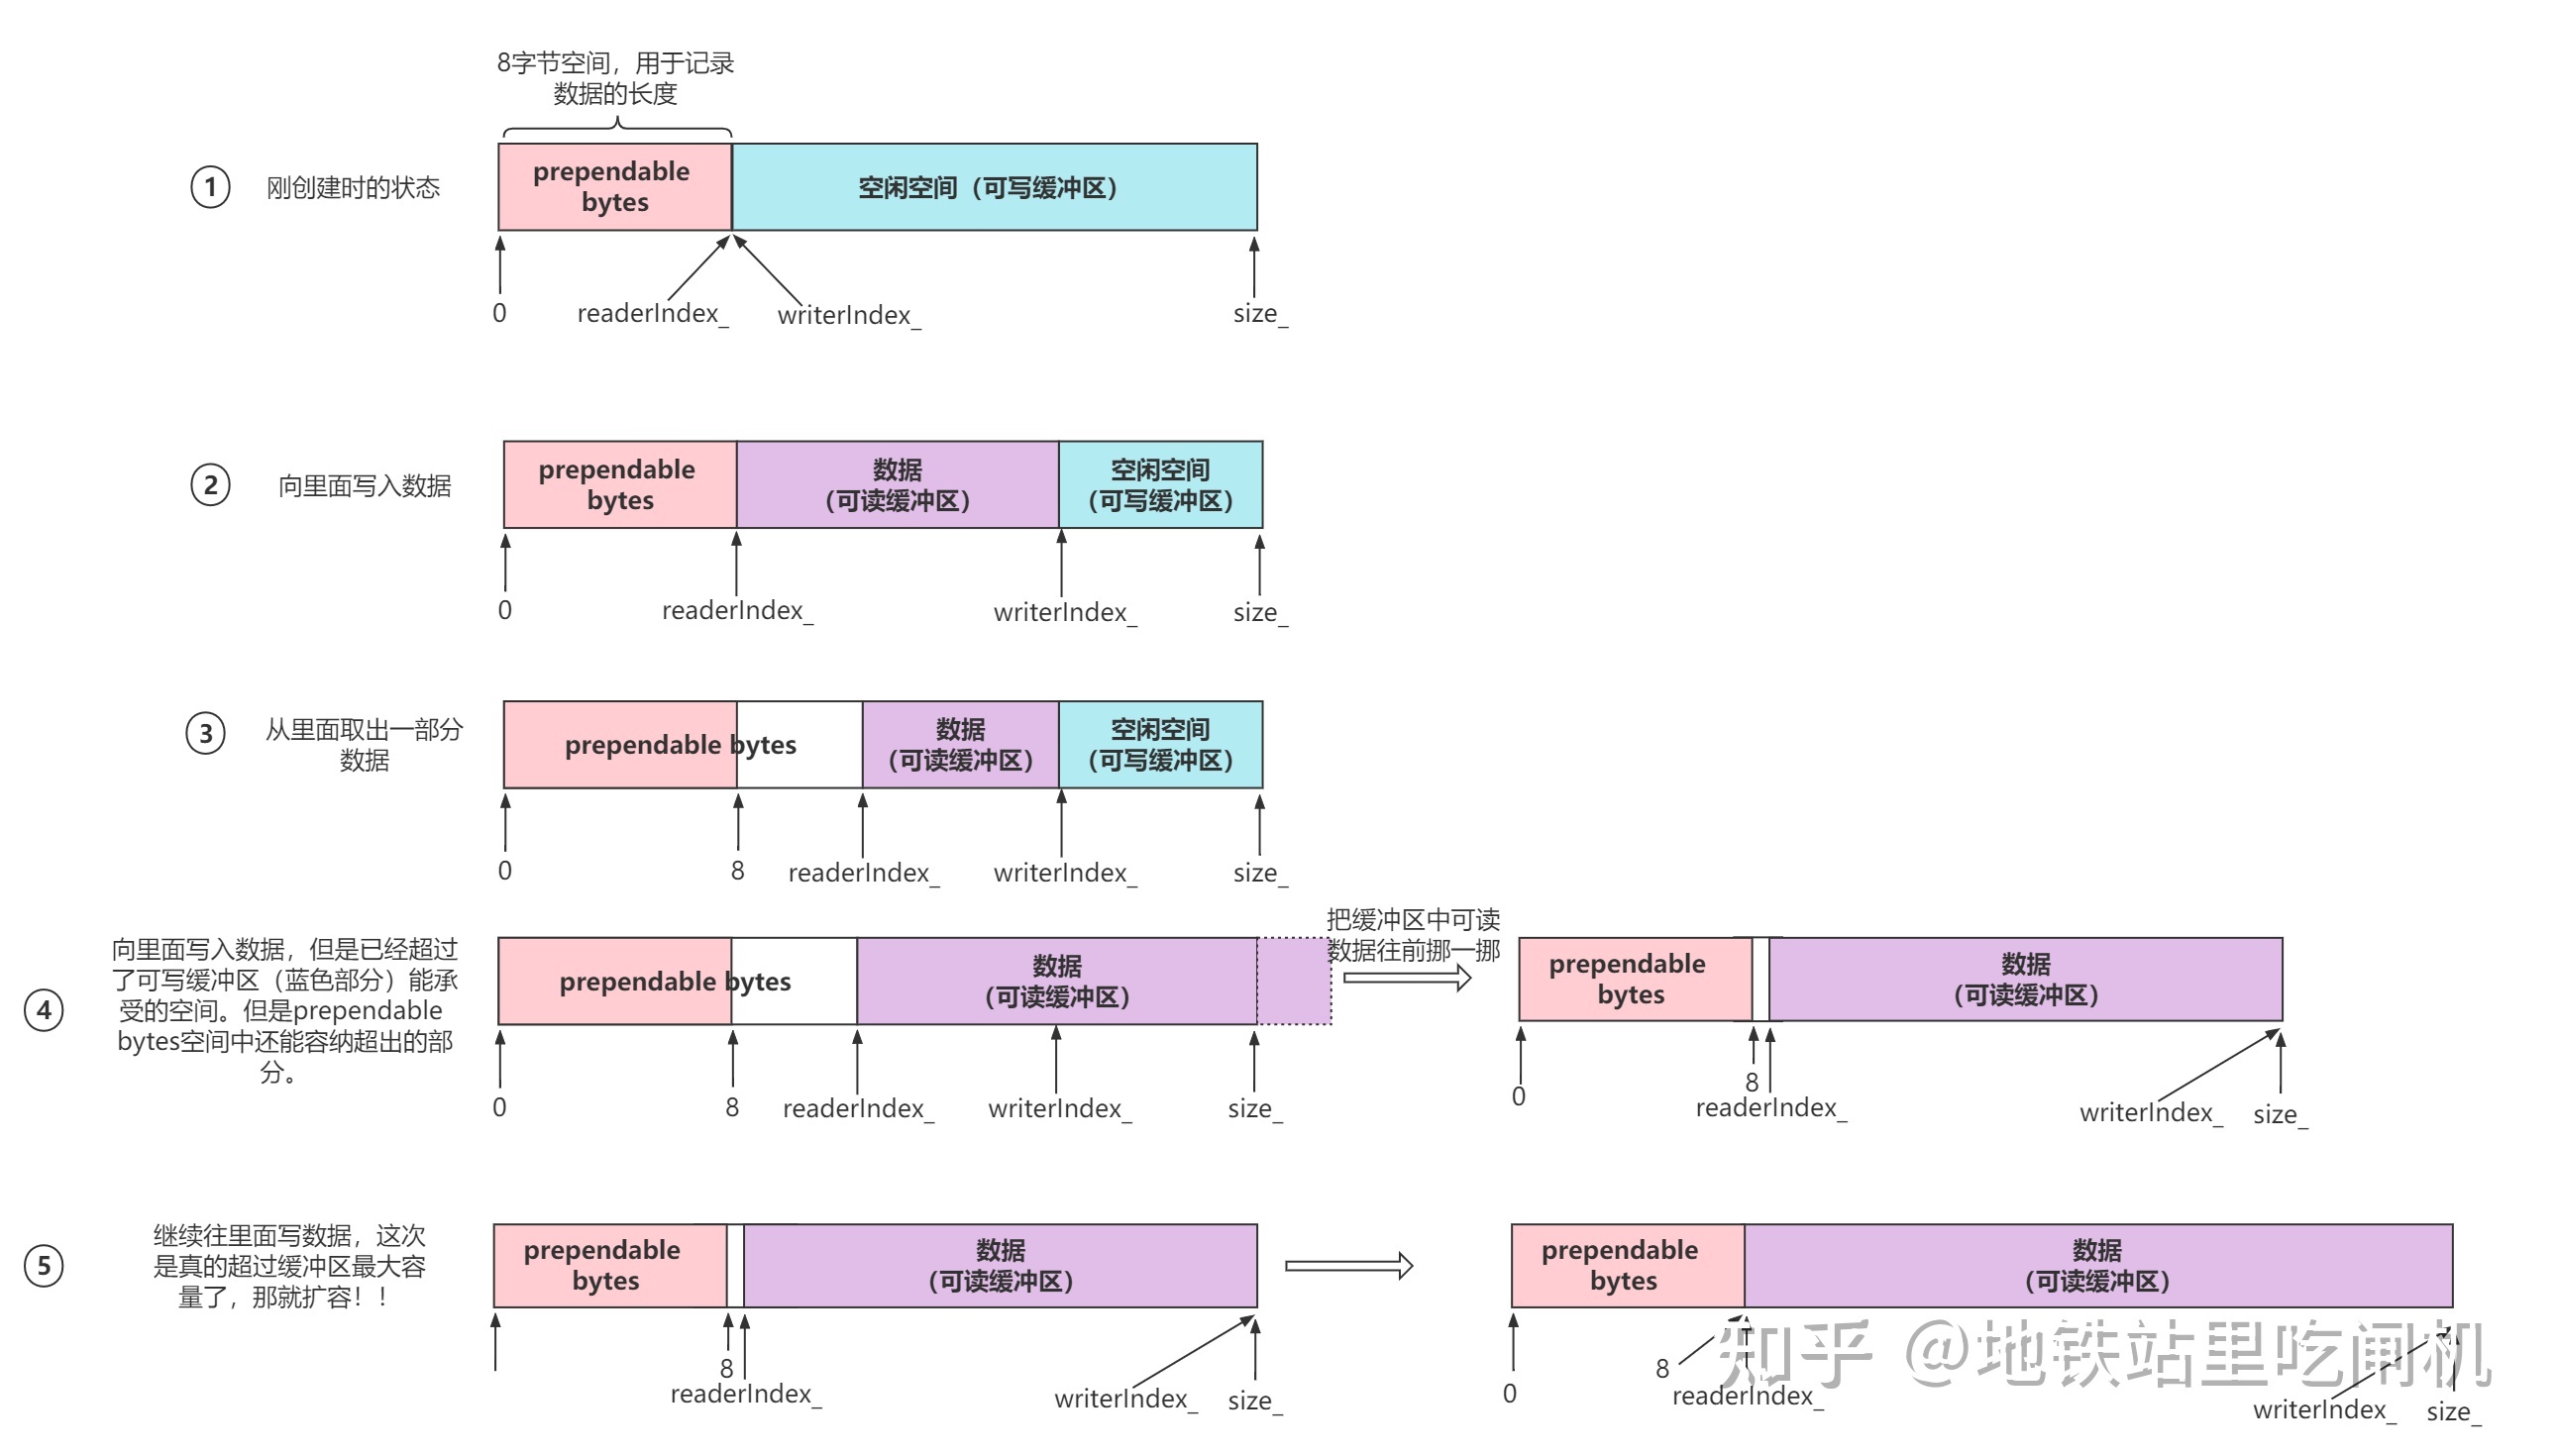 8字节空间，用于记录
数据的长度
1
刚创建时的状态
prependable
bytes
空闲空间（可写缓冲区）
0
readerIndex_
writerIndex_
size_
2
向里面写入数据
prependable
bytes
数据
（可读缓冲区）
空闲空间
（可写缓冲区）
0
readerIndex_
writerIndex_
size_
3
从里面取出一部分
数据
prependable bytes
数据
（可读缓冲区）
空闲空间
（可写缓冲区）
0
8
readerIndex_
writerIndex_
size_
4
向里面写入数据，但是已经超过
了可写缓冲区（蓝色部分）能承
受的空间。但是prependable
bytes空间中还能容纳超出的部
分。
prependable bytes
数据
（可读缓冲区）
0
8
readerIndex_
writerIndex_
size_
把缓冲区中可读
数据往前挪一挪
prependable
bytes
数据
（可读缓冲区）
0
8
readerIndex_
writerIndex_
size_
5
继续往里面写数据，这次
是真的超过缓冲区最大容
量了，那就扩容！！
prependable
bytes
数据
（可读缓冲区）
8
readerIndex_
writerIndex_
size_
prependable
bytes
数据
（可读缓冲区）
0
8
readerIndex_
writerIndex_
size_
知乎 @地铁站里吃闸机